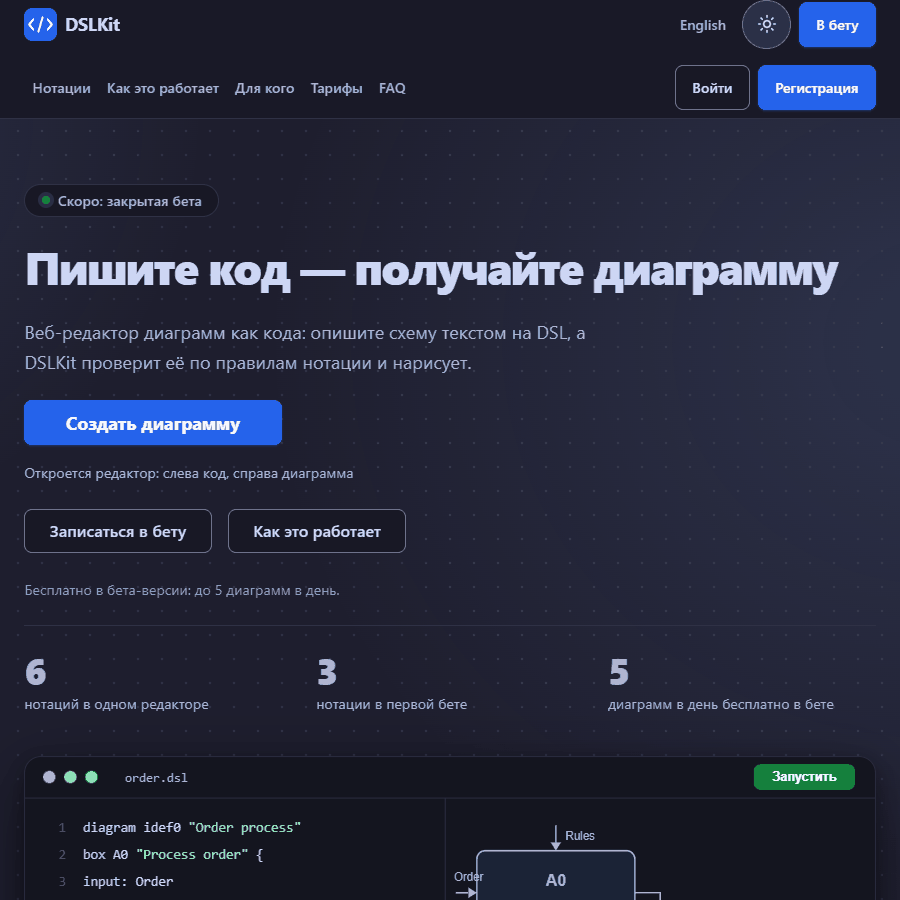 </> DSLKit
English
В бету
Нотации Как это работает Для кого Тарифы FAQ
Войти
Регистрация
Скоро: закрытая бета
Пишите код — получайте диаграмму
Веб-редактор диаграмм как кода: опишите схему текстом на DSL, а
DSLKit проверит её по правилам нотации и нарисует.
Создать диаграмму
Откроется редактор: слева код, справа диаграмма
Записаться в бету
Как это работает
Бесплатно в бета-версии: до 5 диаграмм в день.
6
нотаций в одном редакторе
3
нотации в первой бете
5
диаграмм в день бесплатно в бете
order.dsl
Запустить
1 diagram idef0 "Order process"
2 box A0 "Process order" {
3 input: Order
Rules
Order
A0